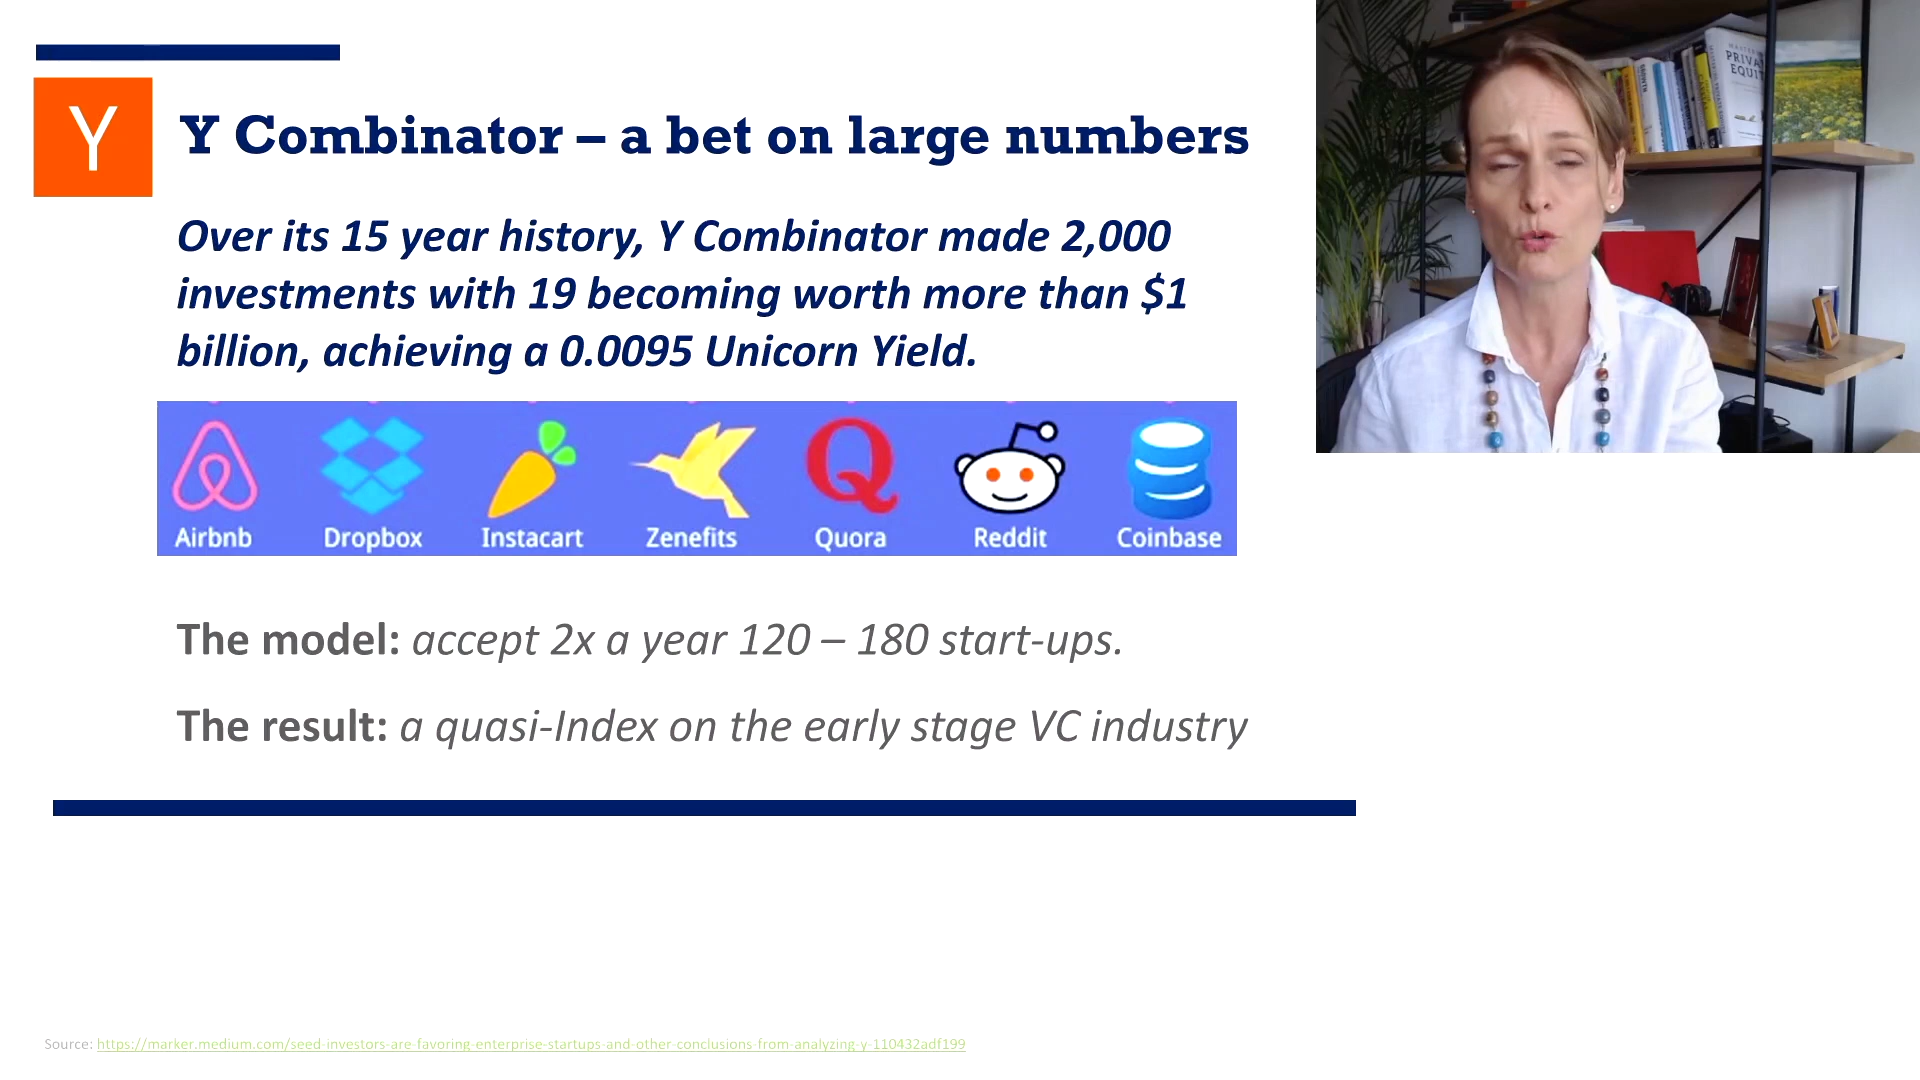 Y
Y Combinator – a bet on large numbers
Over its 15 year history, Y Combinator made 2,000
investments with 19 becoming worth more than $1
billion, achieving a 0.0095 Unicorn Yield.
Airbnb Dropbox Instacart Zenefits Quora Reddit Coinbase
The model: accept 2x a year 120 – 180 start-ups.
The result: a quasi-Index on the early stage VC industry
Source: https://marker.medium.com/seed-investors-are-favoring-enterprise-startups-and-other-conclusions-from-analyzing-y-110432adf199